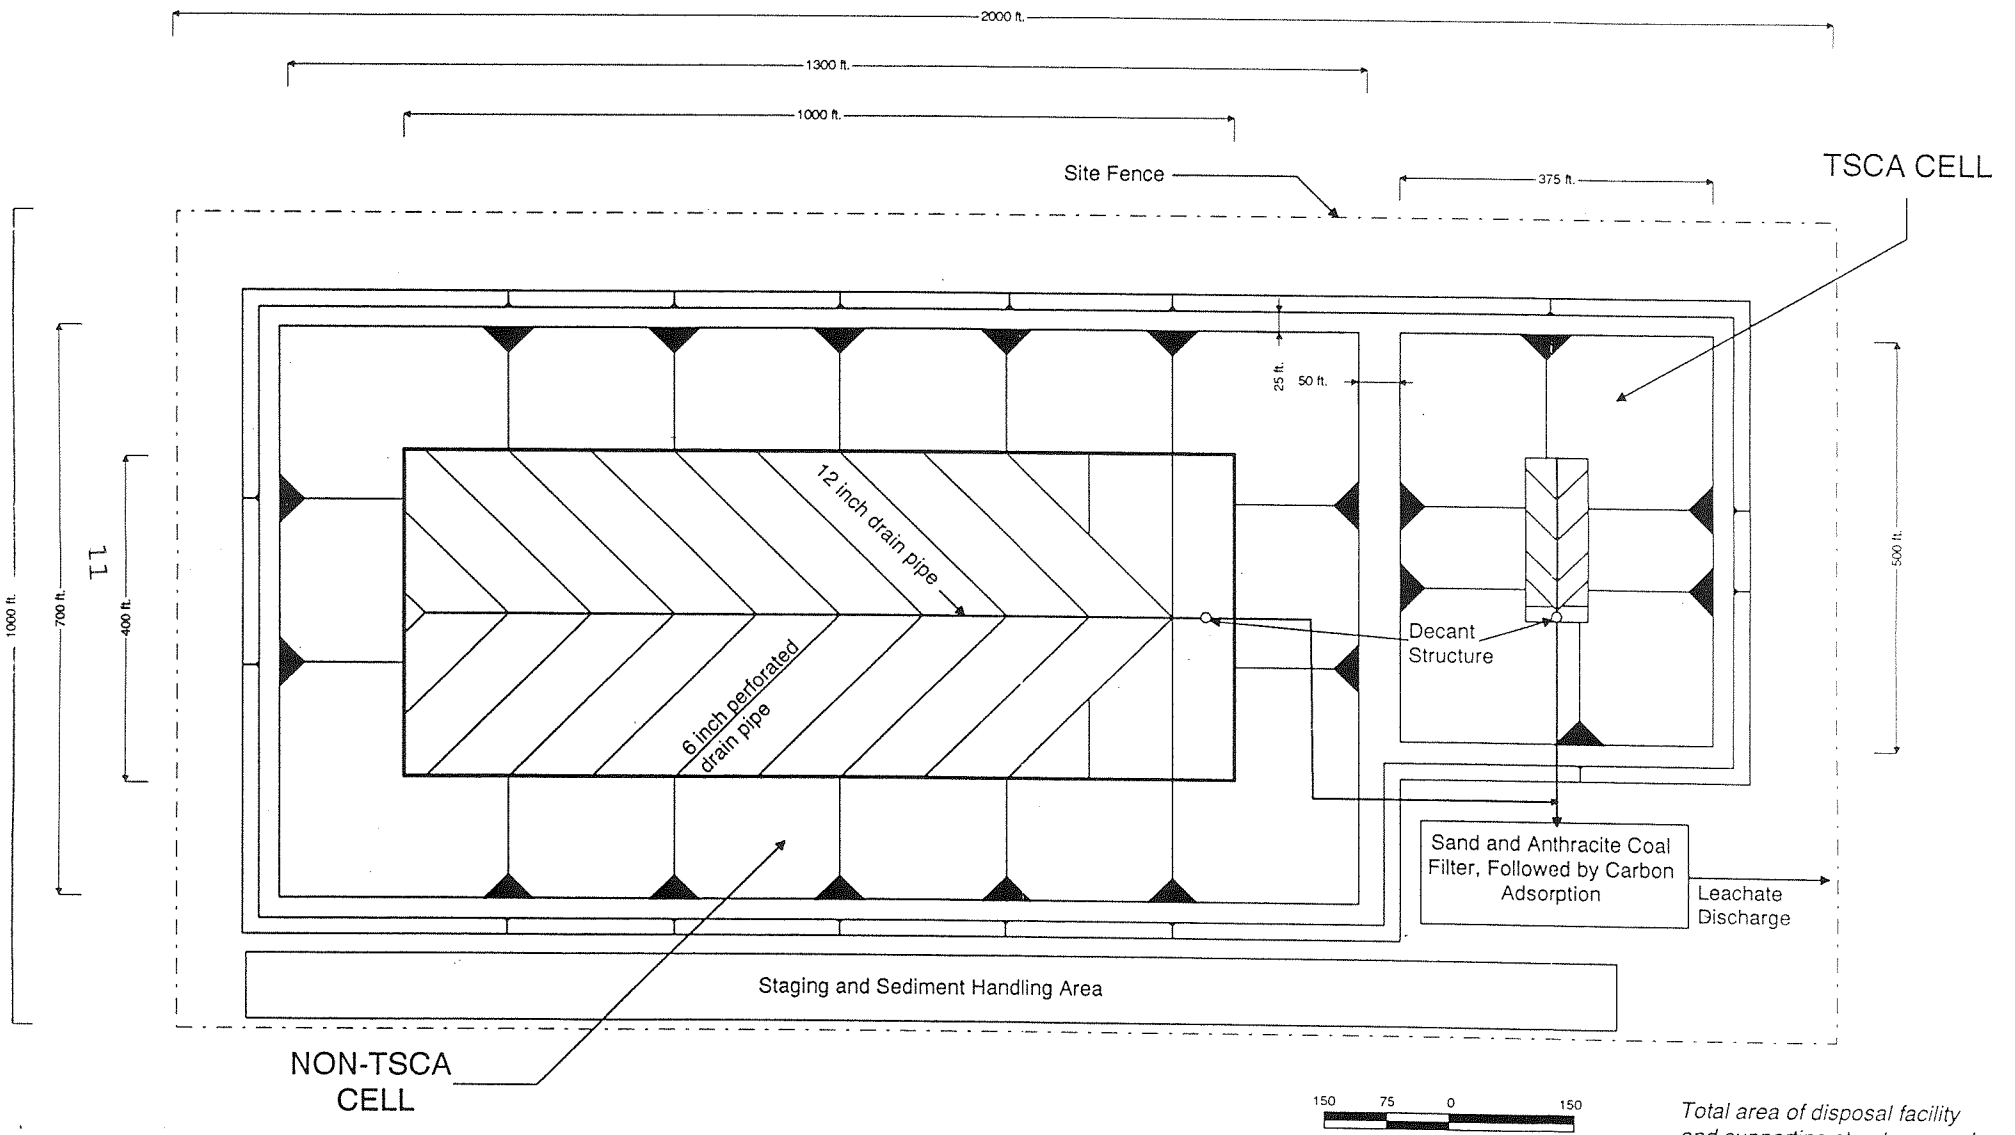 2000 ft.
1300 ft.
1000 ft.
Site Fence
375 ft.
TSCA CELL
25 ft.
50 ft.
1000 ft.
700 ft.
400 ft.
11
500 ft.
12 inch drain pipe
6 inch perforated
drain pipe
Decant
Structure
Sand and Anthracite Coal
Filter, Followed by Carbon
Adsorption
Leachate
Discharge
Staging and Sediment Handling Area
NON-TSCA
CELL
150 75 0 150
Total area of disposal facility